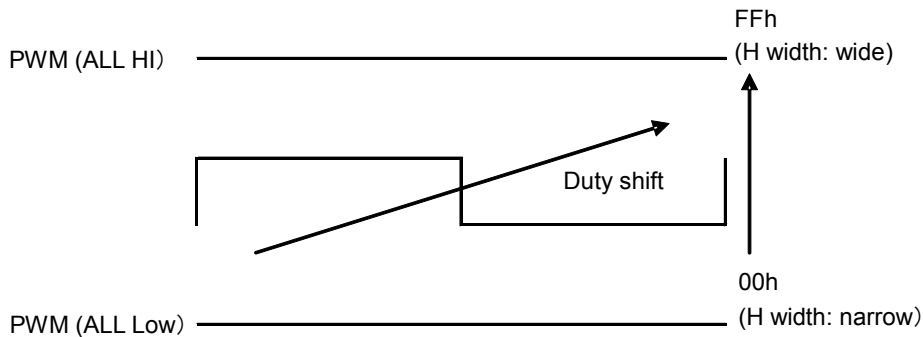 FFh
PWM (ALL HI）
(H width: wide)
Duty shift
00h
PWM (ALL Low）
(H width: narrow）